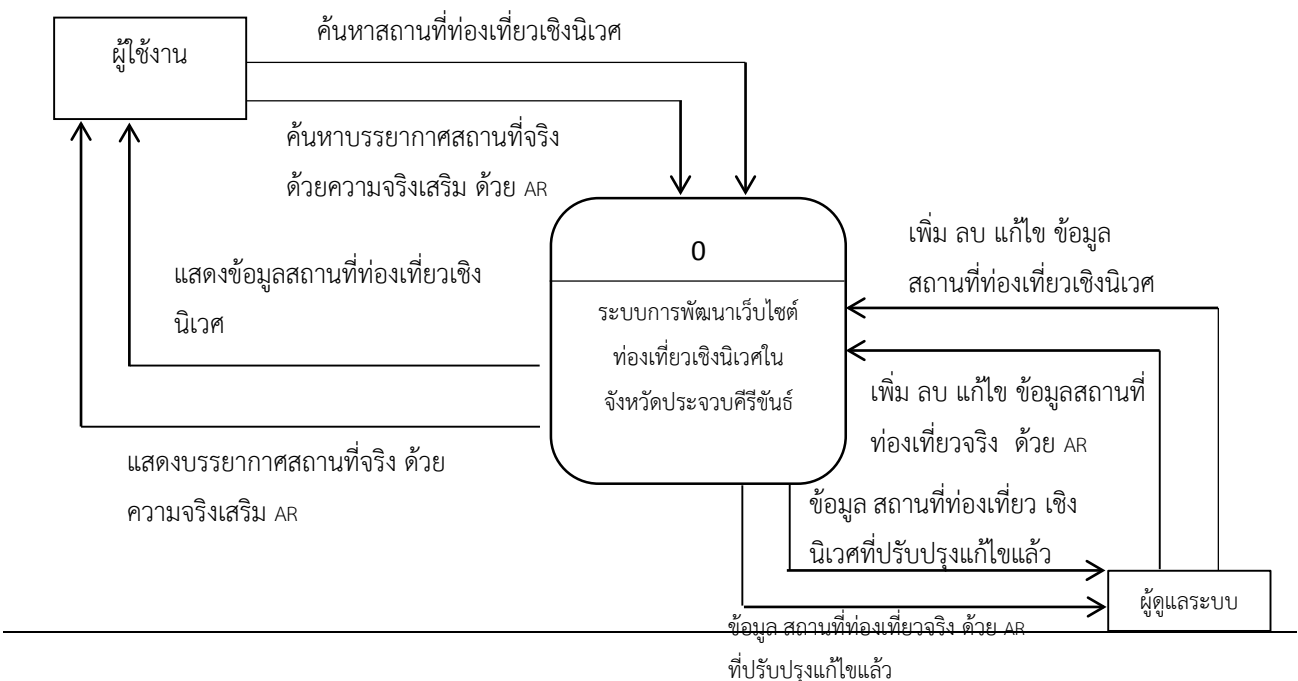 ผู้ใช้งาน
ค้นหาสถานที่ท่องเที่ยวเชิงนิเวศ
ค้นหาบรรยากาศสถานที่จริง
ด้วยความจริงเสริม ด้วย AR
แสดงข้อมูลสถานที่ท่องเที่ยวเชิง
นิเวศ
แสดงบรรยากาศสถานที่จริง ด้วย
ความจริงเสริม AR
0
ระบบการพัฒนาเว็บไซต์
ท่องเที่ยวเชิงนิเวศใน
จังหวัดประจวบคีรีขันธ์
เพิ่ม ลบ แก้ไข ข้อมูล
สถานที่ท่องเที่ยวเชิงนิเวศ
เพิ่ม ลบ แก้ไข ข้อมูลสถานที่
ท่องเที่ยวจริง ด้วย AR
ข้อมูล สถานที่ท่องเที่ยว เชิง
นิเวศที่ปรับปรุงแก้ไขแล้ว
ผู้ดูแลระบบ
ข้อมูล สถานที่ท่องเที่ยวจริง ด้วย AR
ที่ปรับปรุงแก้ไขแล้ว